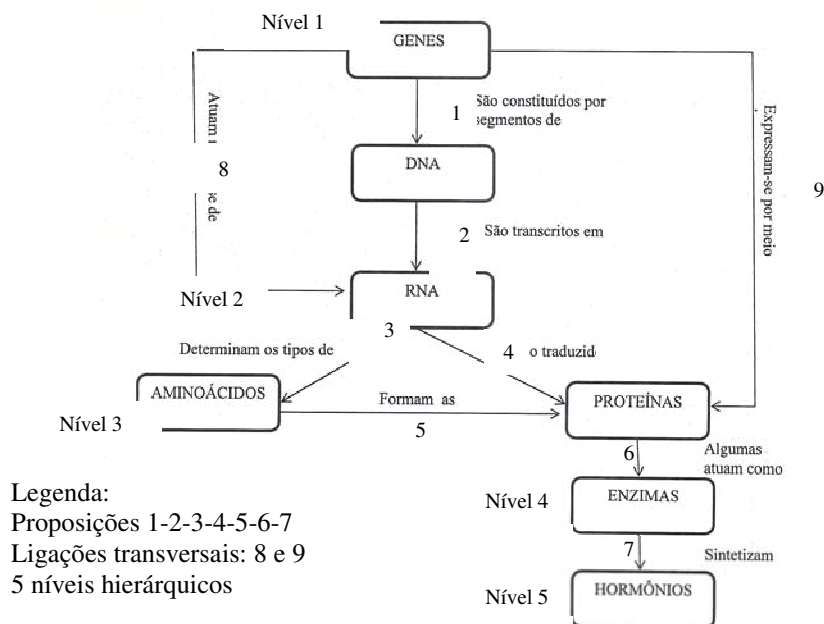 Nível 1
GENES
1
São constituídos por
segmentos de
DNA
2
São transcritos em
Atuam
8
de
Expressam-se por meio
9
Nível 2
RNA
3
Determinam os tipos de
4
o traduzid
AMINOÁCIDOS
Nível 3
Formam as
5
PROTEÍNAS
6
Algumas
atuam como
Nível 4
ENZIMAS
7
Sintetizam
Nível 5
HORMÔNIOS
Legenda:
Proposições 1-2-3-4-5-6-7
Ligações transversais: 8 e 9
5 níveis hierárquicos